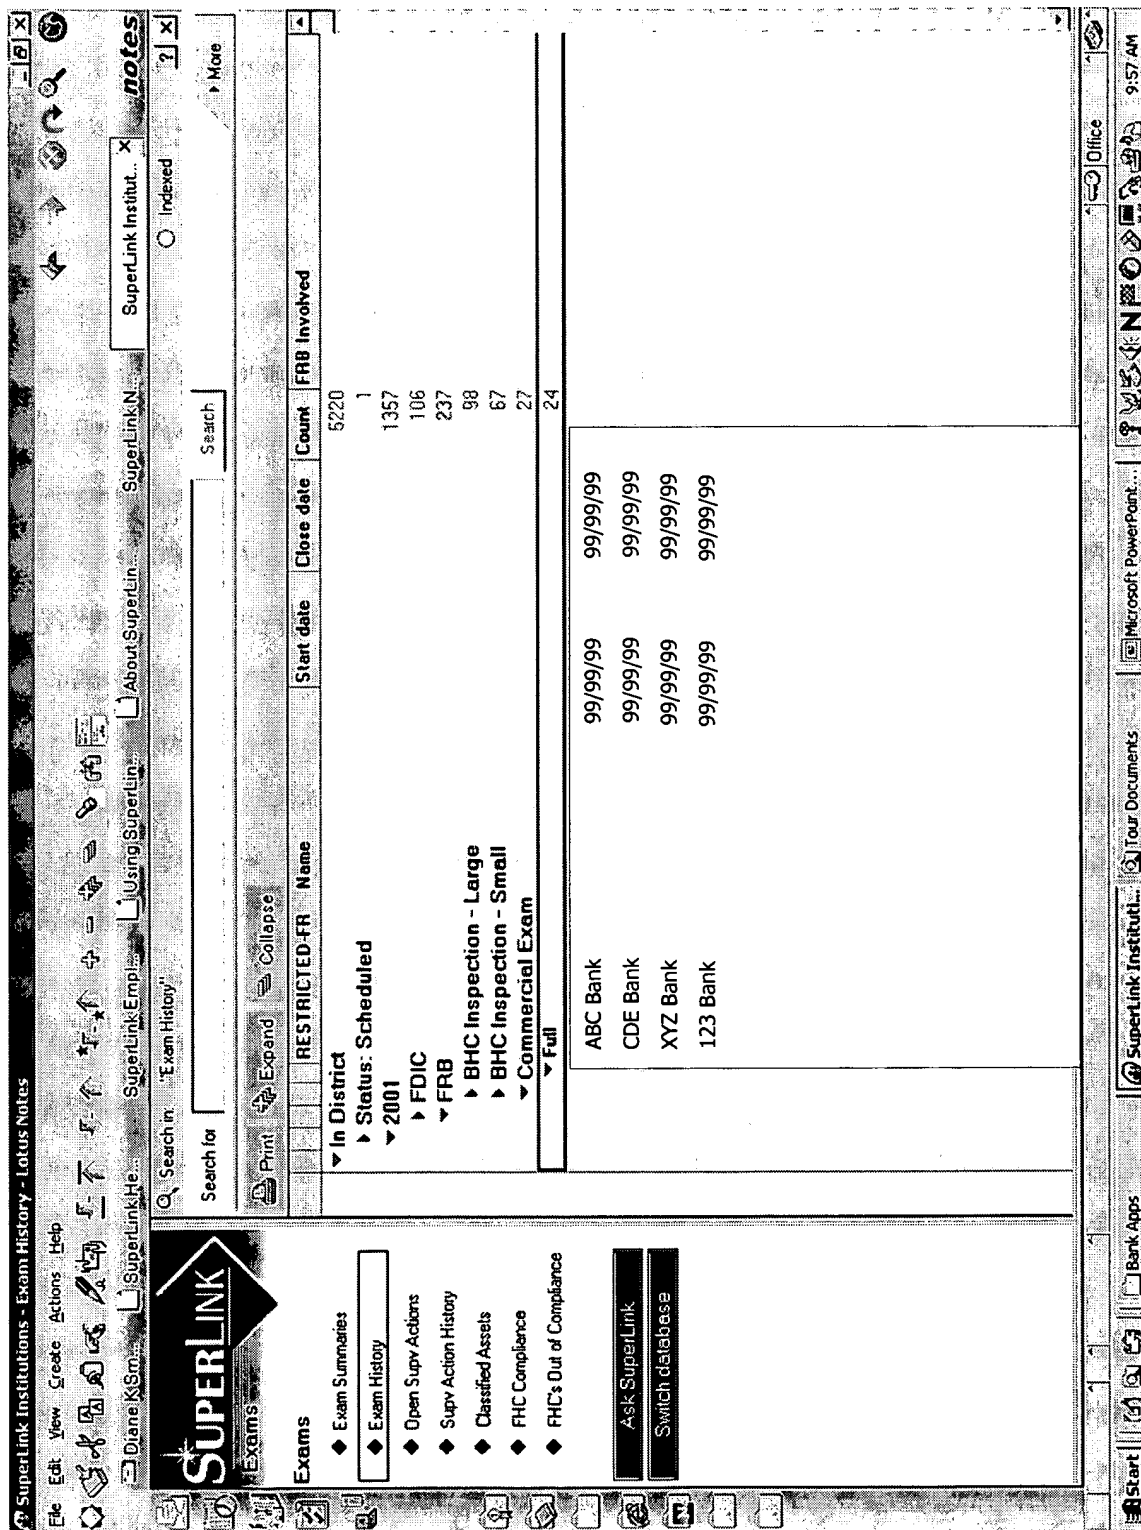 SuperLink Institutions - Exam History - Lotus Notes
File Edit View Create Actions Help
Diane K Sm... SuperLink He... SuperLink Empl... Using SuperLin... About SuperLin... SuperLink N... SuperLink Institut...
notes
SUPERLINK
Exams
Exams
Exam Summaries
Exam History
Open Supv Actions
Supv Action History
Classified Assets
FHC Compliance
FHC's Out of Compliance
Ask SuperLink
Switch database
Search in: "Exam History"
Indexed
Search for
Search
More
Print Expand Collapse
RESTRICTED-FR Name Start date Close date Count FRB Involved
In District 5220
Status: Scheduled 1
2001 1357
FDIC 106
FRB 237
BHC Inspection - Large 98
BHC Inspection - Small 67
Commercial Exam 27
Full 24
ABC Bank 99/99/99 99/99/99
CDE Bank 99/99/99 99/99/99
XYZ Bank 99/99/99 99/99/99
123 Bank 99/99/99 99/99/99
Office
Start Bank Apps SuperLink Instituti... Tour Documents Microsoft PowerPoint... 9:57 AM